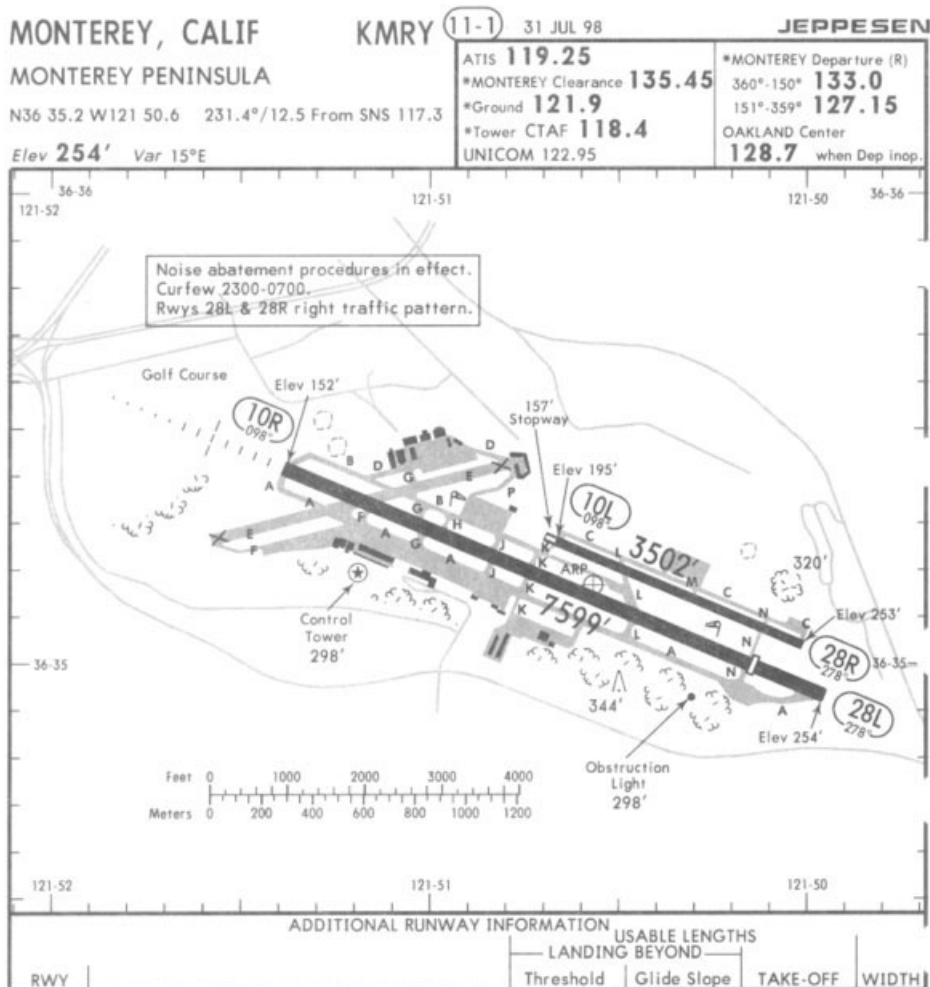 MONTEREY, CALIF KMRY 11-1 31 JUL 98 JEPPESEN
MONTEREY PENINSULA
N36 35.2 W121 50.6 231.4°/12.5 From SNS 117.3
Elev 254' Var 15°E
ATIS 119.25
*MONTEREY Clearance 135.45
*Ground 121.9
*Tower CTAF 118.4
UNICOM 122.95
*MONTEREY Departure (R)
360°-150° 133.0
151°-359° 127.15
OAKLAND Center
128.7 when Dep inop.
36-36
121-52
121-51
121-50
36-36
Noise abatement procedures in effect.
Curfew 2300-0700.
Rwys 28L & 28R right traffic pattern.
Golf Course
Elev 152'
10R
098°
157'
Stopway
Elev 195'
10L
098°
A
B
D
D
G
E
P
A
F
G
B
H
E
F
A
G
A
J
J
K
K
K
K
C
L
3502'
M
C
N
C
320'
ARP
7599'
L
L
A
N
N
A
Elev 253'
28R
278°
36-35
36-35
28L
278°
Elev 254'
Control
Tower
298'
344'
Obstruction
Light
298'
Feet 0 1000 2000 3000 4000
Meters 0 200 400 600 800 1000 1200
121-52
121-51
121-50
ADDITIONAL RUNWAY INFORMATION
USABLE LENGTHS
LANDING BEYOND
RWY Threshold Glide Slope TAKE-OFF WIDTH